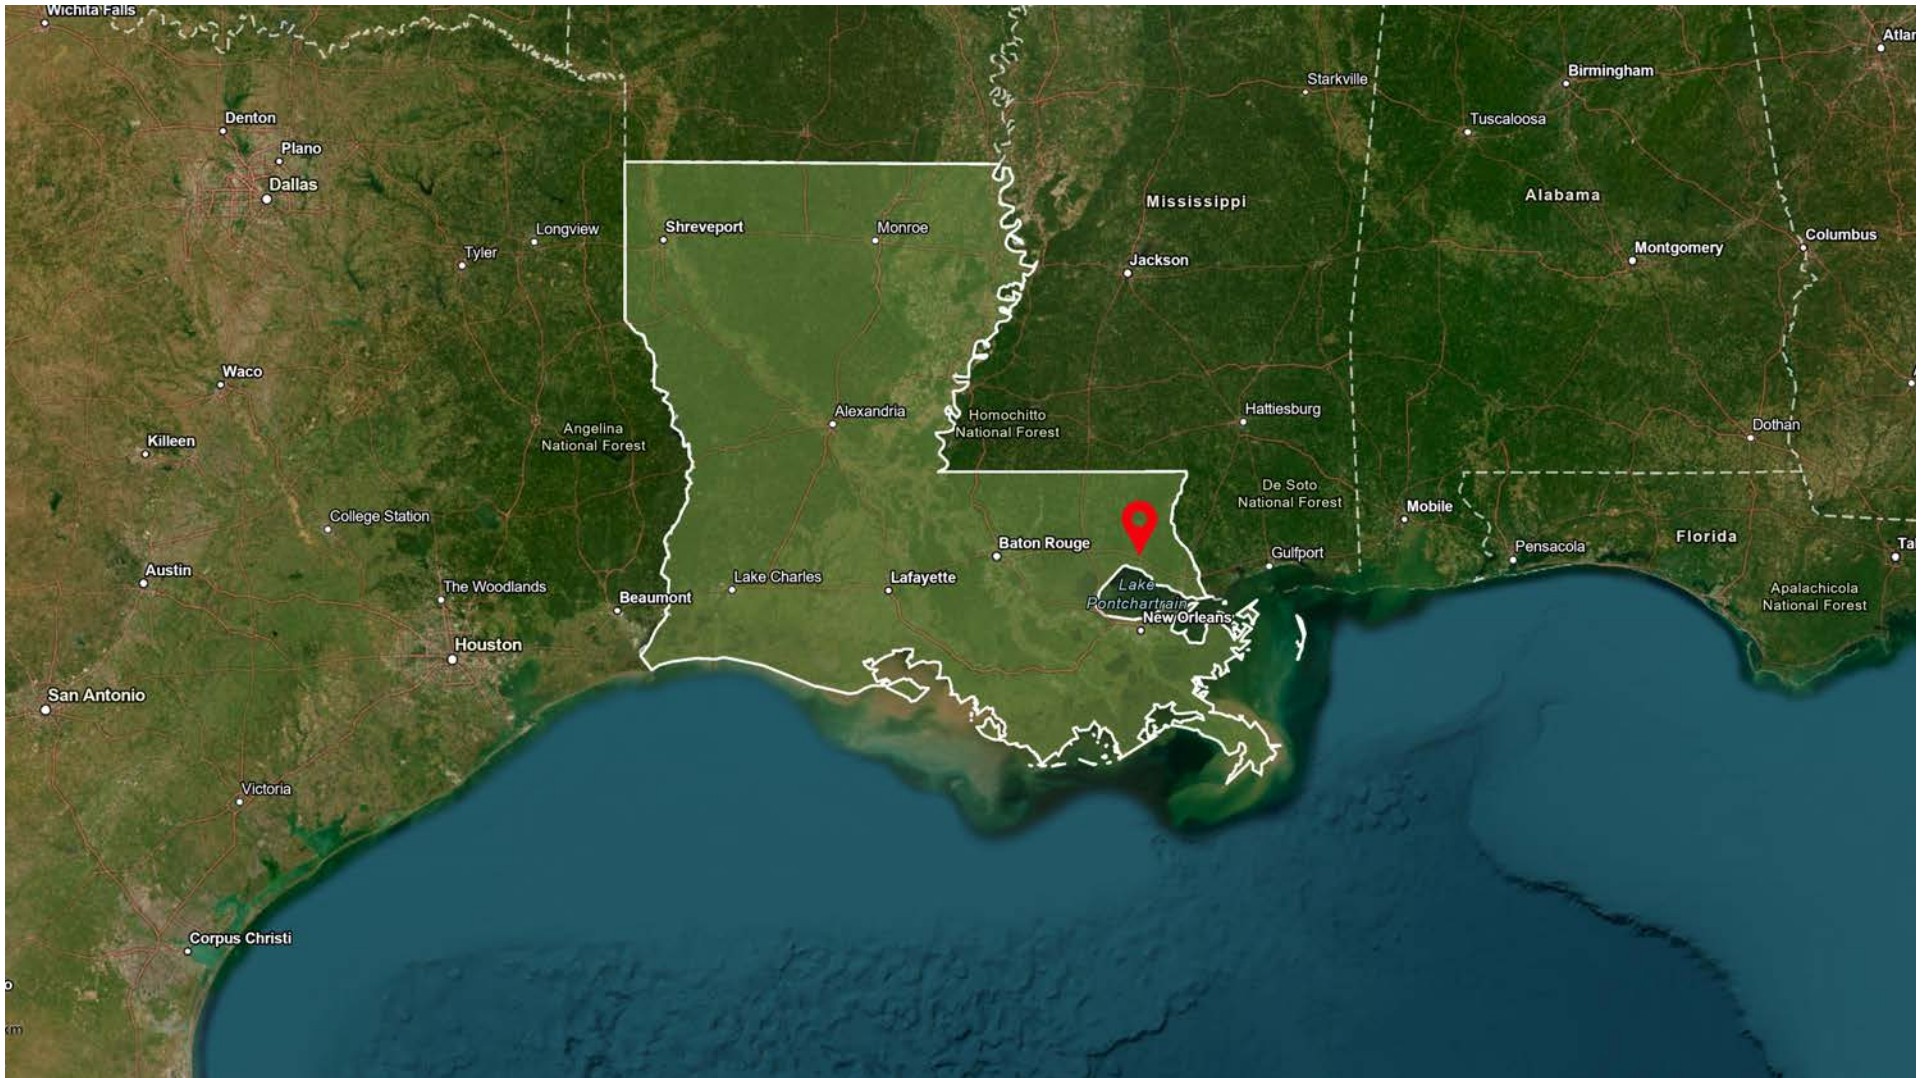 Wichita Falls
Atlan
Birmingham
Starkville
Denton
Tuscaloosa
Plano
Dallas
Mississippi
Alabama
Longview
Shreveport
Monroe
Columbus
Tyler
Montgomery
Jackson
Waco
Alexandria
Hattiesburg
Homochitto
National Forest
Angelina
National Forest
Dothan
Killeen
De Soto
National Forest
College Station
Mobile
Baton Rouge
Florida
Gulfport
Pensacola
Ta
Austin
Lake Charles
Lafayette
The Woodlands
Lake
Pontchartrain
Apalachicola
National Forest
Beaumont
New Orleans
Houston
San Antonio
Victoria
Corpus Christi
o
km